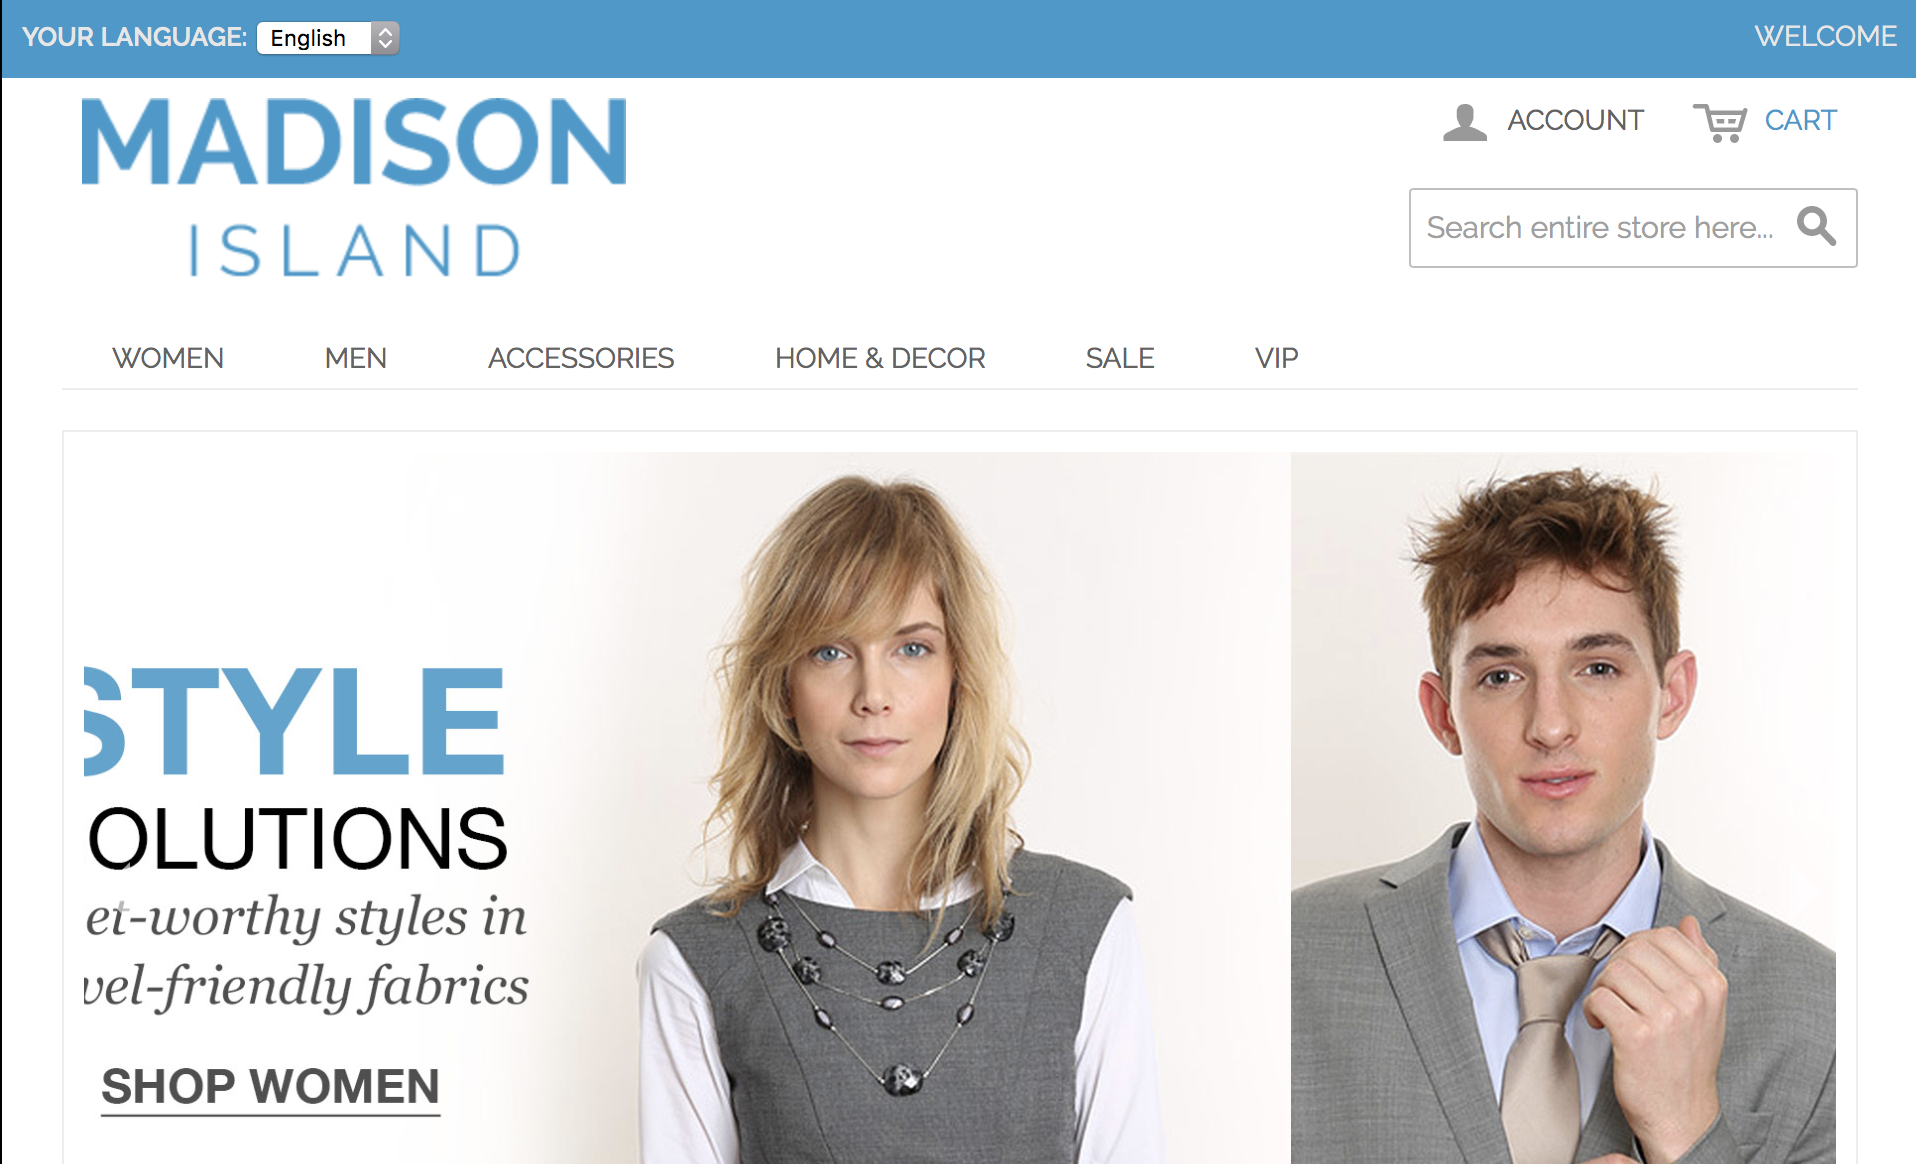 YOUR LANGUAGE: English
WELCOME
MADISON
ISLAND
ACCOUNT
CART
Search entire store here...
WOMEN
MEN
ACCESSORIES
HOME & DECOR
SALE
VIP
STYLE
OLUTIONS
et-worthy styles in
vel-friendly fabrics
SHOP WOMEN